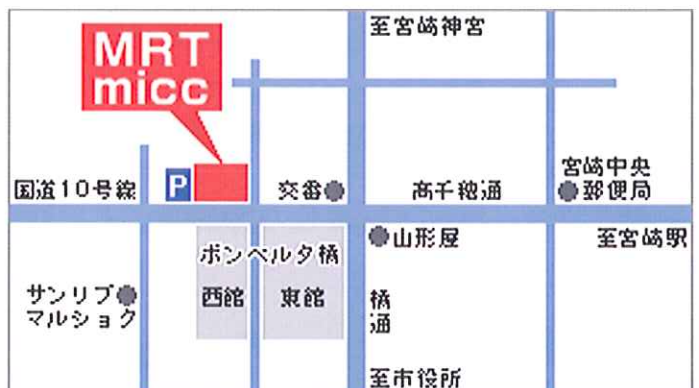 至宮崎神宮
MRT
micc
宮崎中央
郵便局
国道10号線
P
交番
高千穂通
山形屋
至宮崎駅
ボンベルタ橘
西館
東館
サンリブ
マルショク
橘
通
至市役所